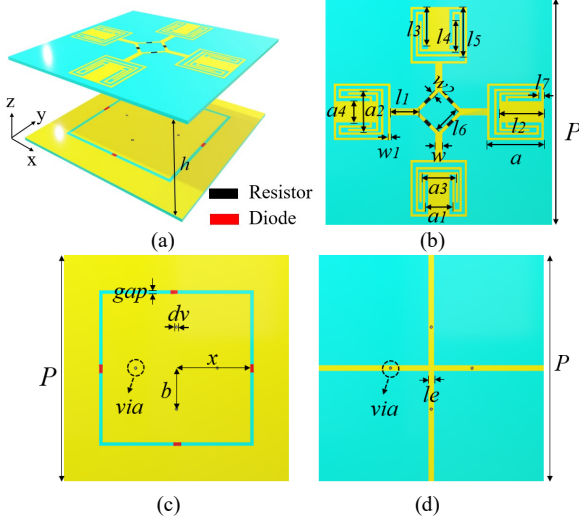 z
y
x
h
Resistor
Diode
(a)
l3
l4
l5
l7
l1
w2
a4
a2
l6
l2
w1
w
a
a3
a1
P
(b)
gap
dv
x
P
b
via
(c)
P
le
via
(d)